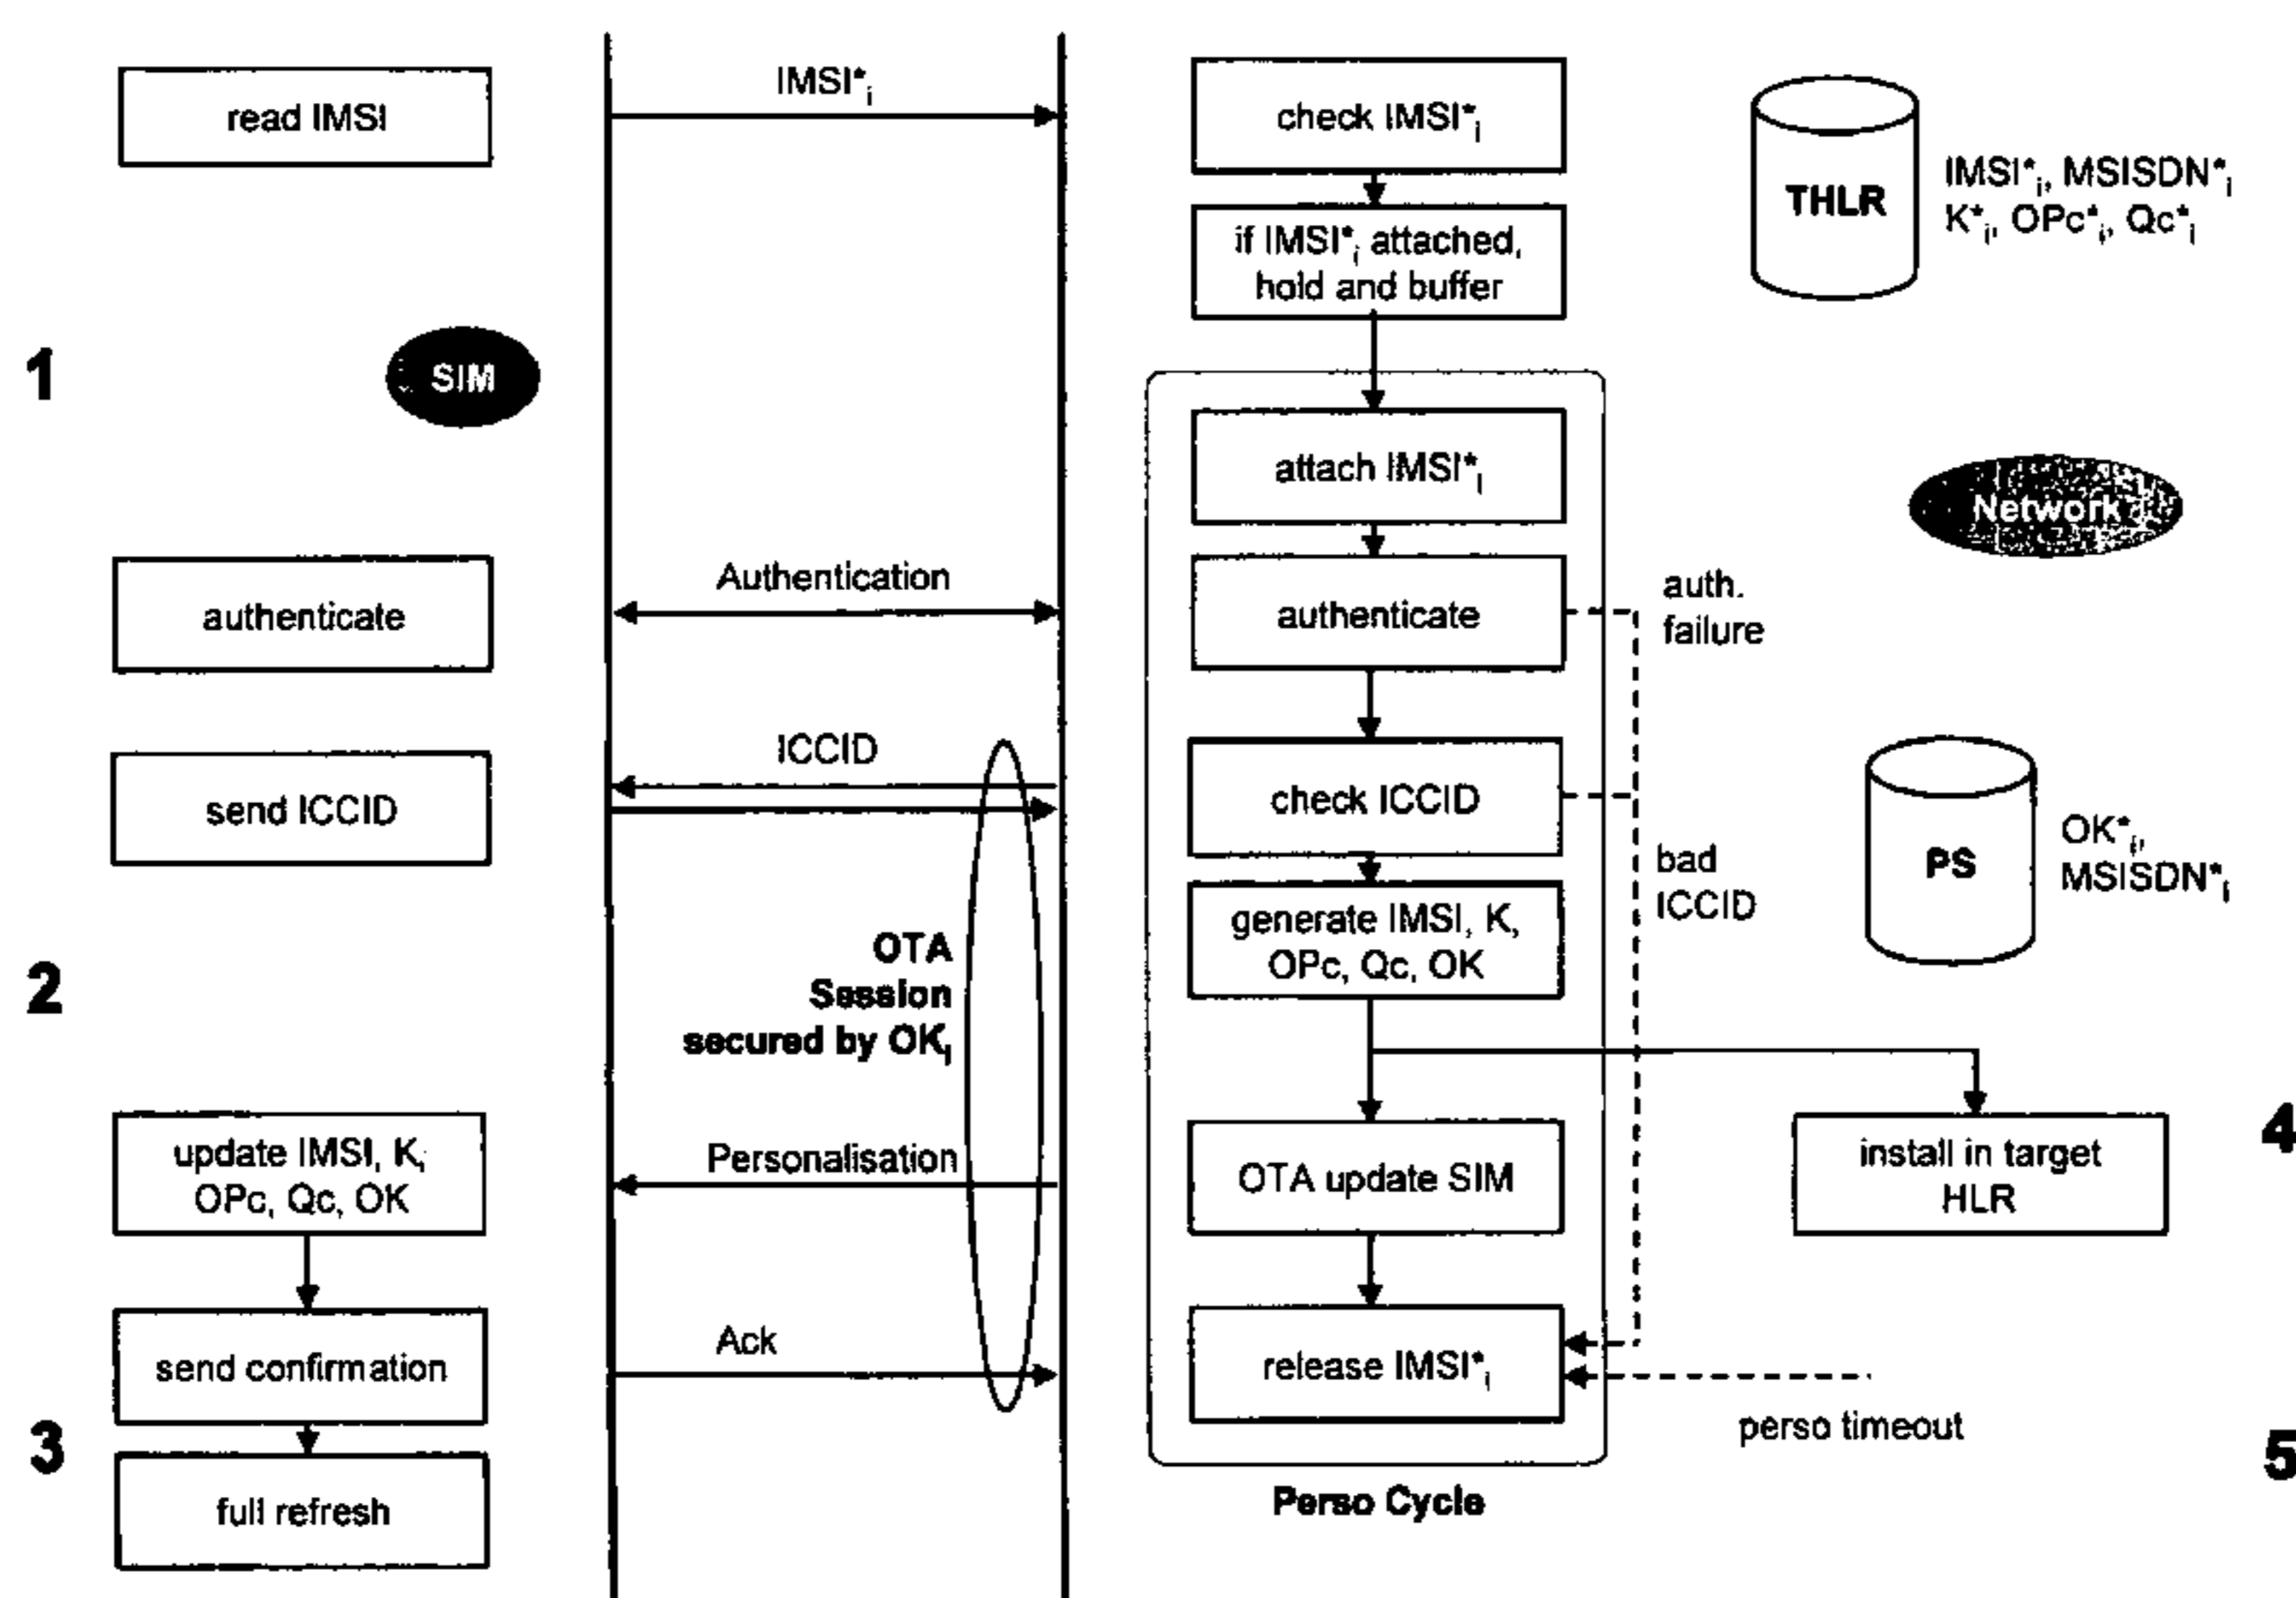 read IMSI
IMSI*i
check IMSI*i
THLR
IMSI*i, MSISDN*i
K*i, OPc*i, Qc*i
if IMSI*i attached,
hold and buffer
1
SIM
attach IMSI*i
Network
authenticate
Authentication
authenticate
auth.
failure
send ICCID
ICCID
check ICCID
bad
ICCID
PS
OK*i,
MSISDN*i
generate IMSI, K,
OPc, Qc, OK
2
OTA
Session
secured by OKi
update IMSI, K,
OPc, Qc, OK
Personalisation
OTA update SIM
install in target
HLR
4
send confirmation
Ack
release IMSI*i
perso timeout
3
full refresh
Perso Cycle
5